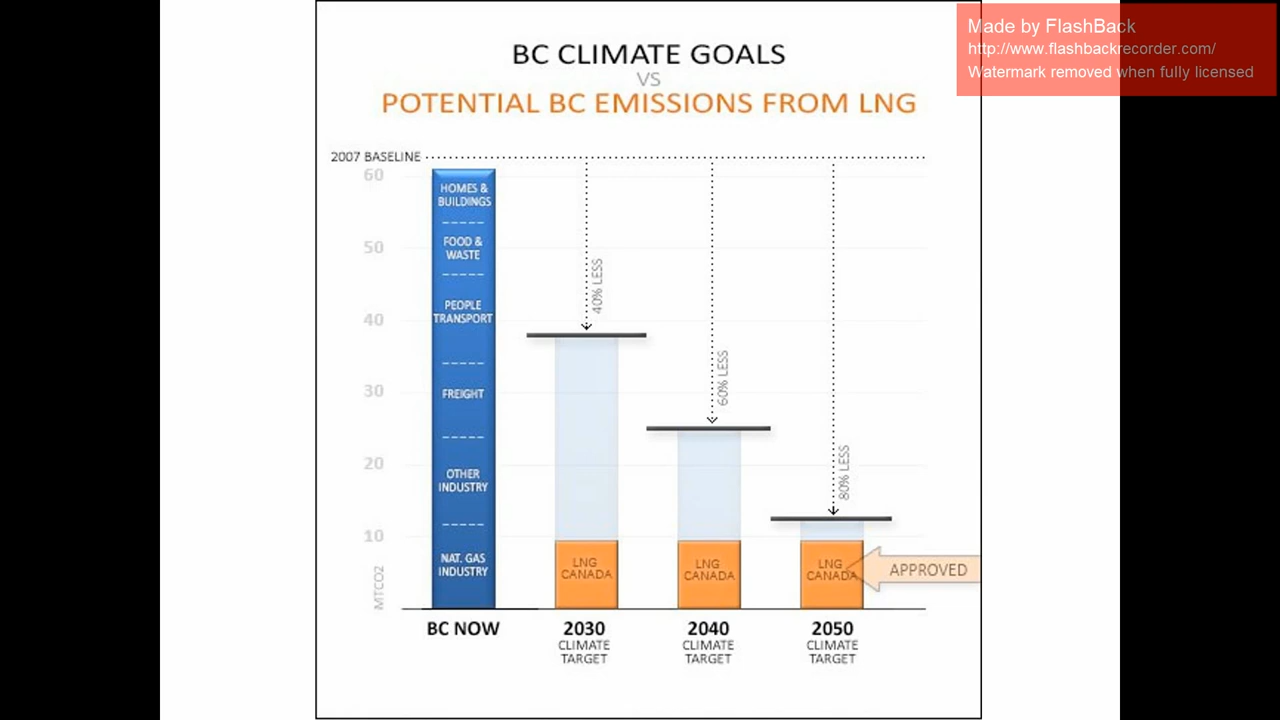 Made by FlashBack
http://www.flashbackrecorder.com/
Watermark removed when fully licensed
BC CLIMATE GOALS
VS
POTENTIAL BC EMISSIONS FROM LNG
2007 BASELINE
60
50
40
30
20
10
MTCO2
HOMES &
BUILDINGS
FOOD &
WASTE
PEOPLE
TRANSPORT
FREIGHT
OTHER
INDUSTRY
NAT. GAS
INDUSTRY
40% LESS
60% LESS
80% LESS
LNG
CANADA
LNG
CANADA
LNG
CANADA
APPROVED
BC NOW
2030
CLIMATE
TARGET
2040
CLIMATE
TARGET
2050
CLIMATE
TARGET